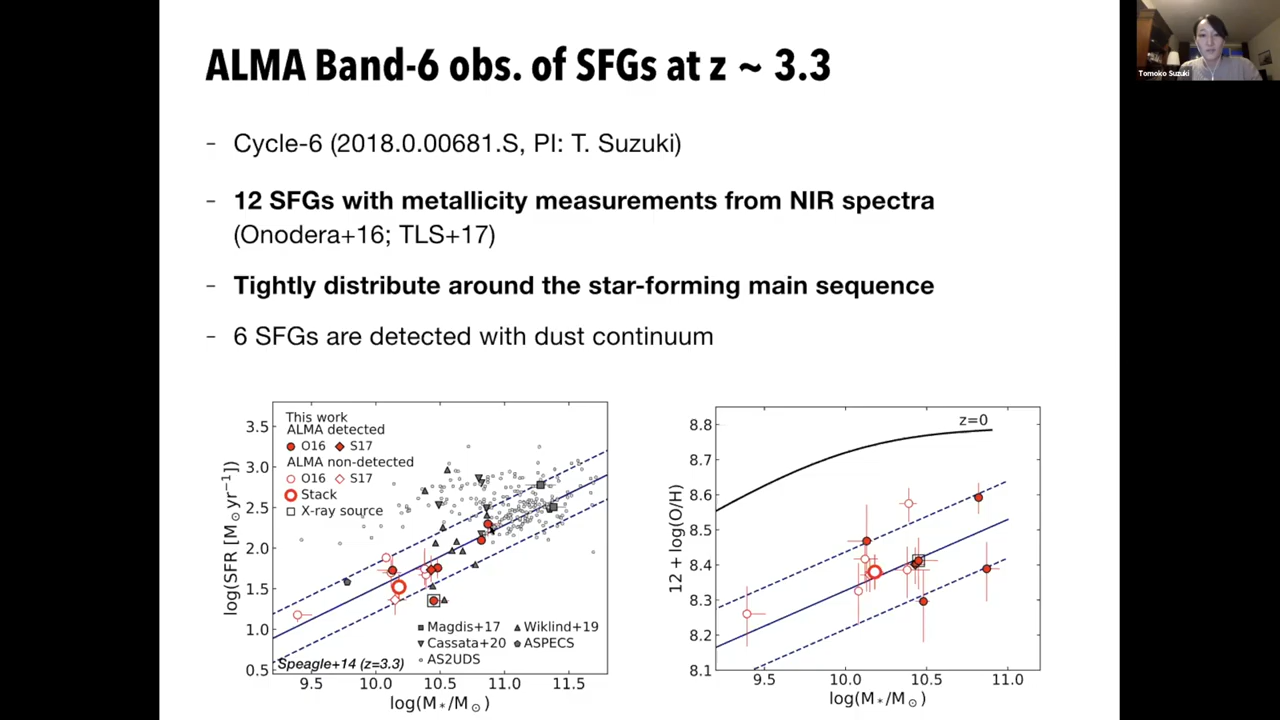 ALMA Band-6 obs. of SFGs at z ~ 3.3
Tomoko Suzuki
- Cycle-6 (2018.0.00681.S, PI: T. Suzuki)
- 12 SFGs with metallicity measurements from NIR spectra
(Onodera+16; TLS+17)
- Tightly distribute around the star-forming main sequence
- 6 SFGs are detected with dust continuum
log(SFR [M⊙yr⁻¹])
3.5
3.0
2.5
2.0
1.5
1.0
0.5
This work
ALMA detected
O16 S17
ALMA non-detected
O16 S17
Stack
X-ray source
Magdis+17 Wiklind+19
Cassata+20 ASPECS
AS2UDS
Speagle+14 (z=3.3)
9.5 10.0 10.5 11.0 11.5
log(M*/M⊙)
12 + log(O/H)
8.8
8.7
8.6
8.5
8.4
8.3
8.2
8.1
z=0
9.5 10.0 10.5 11.0
log(M*/M⊙)